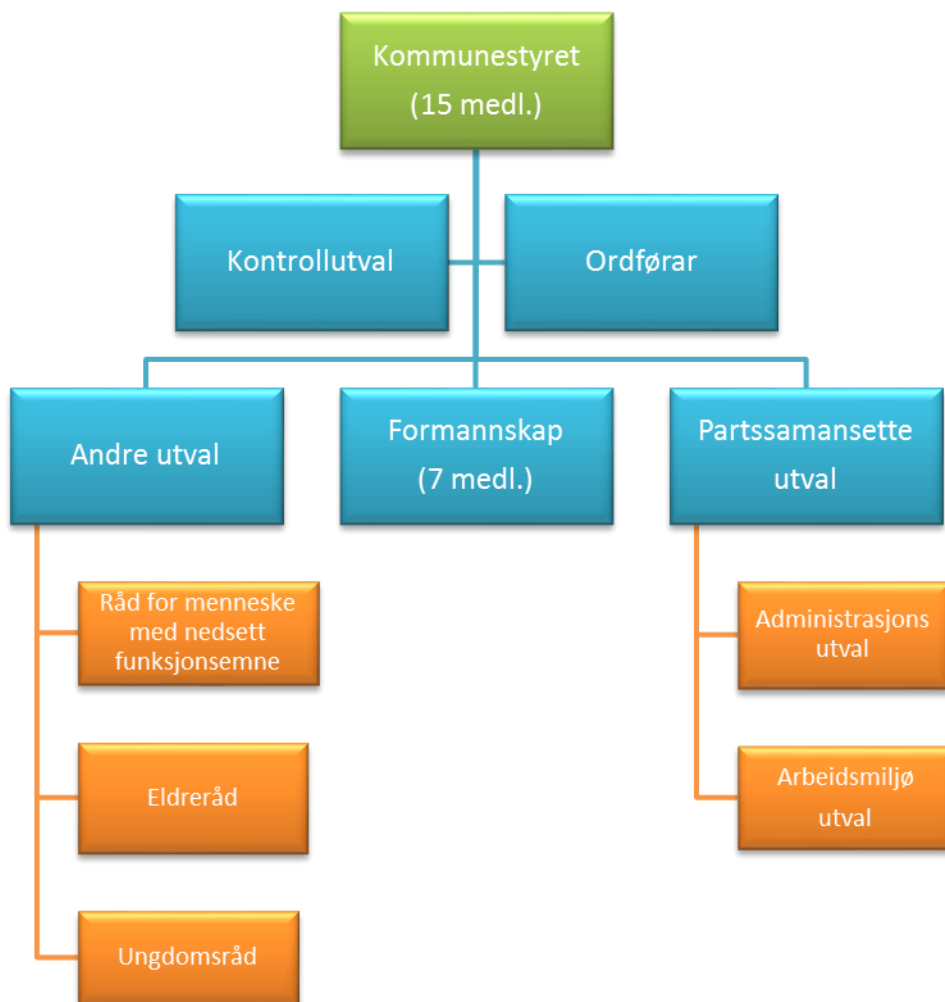 Kommunestyret
(15 medl.)
Kontrollutval
Ordførar
Andre utval
Formannskap
(7 medl.)
Partssamansette
utval
Råd for menneske
med nedsett
funksjonsemne
Eldreråd
Ungdomsråd
Administrasjons
utval
Arbeidsmiljø
utval